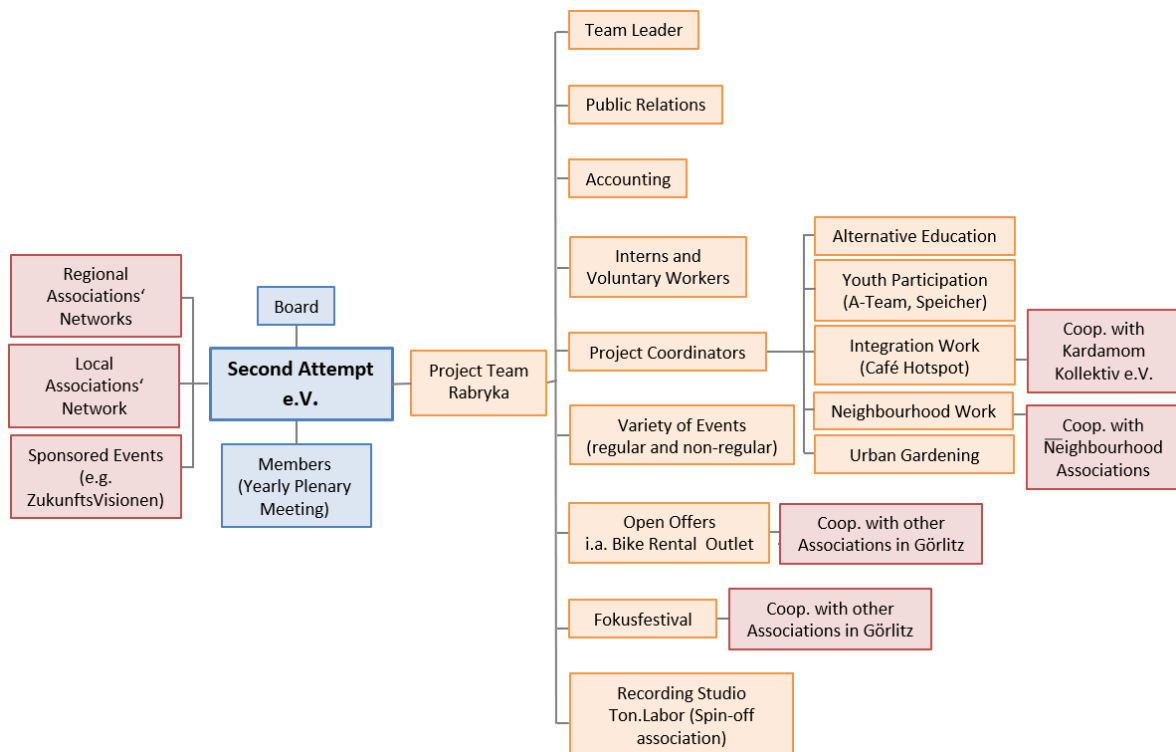 Team Leader
Public Relations
Accounting
Interns and
Voluntary Workers
Project Coordinators
Variety of Events
(regular and non-regular)
Open Offers
i.a. Bike Rental Outlet
Fokusfestival
Recording Studio
Ton.Labor (Spin-off
association)
Alternative Education
Youth Participation
(A-Team, Speicher)
Integration Work
(Café Hotspot)
Neighbourhood Work
Urban Gardening
Coop. with
Kardamom
Kollektiv e.V.
Coop. with
Neighbourhood
Associations
Coop. with other
Associations in Görlitz
Coop. with other
Associations in Görlitz
Regional
Associations‘
Networks
Local
Associations‘
Network
Sponsored Events
(e.g.
ZukunftsVisionen)
Board
Second Attempt
e.V.
Members
(Yearly Plenary
Meeting)
Project Team
Rabryka